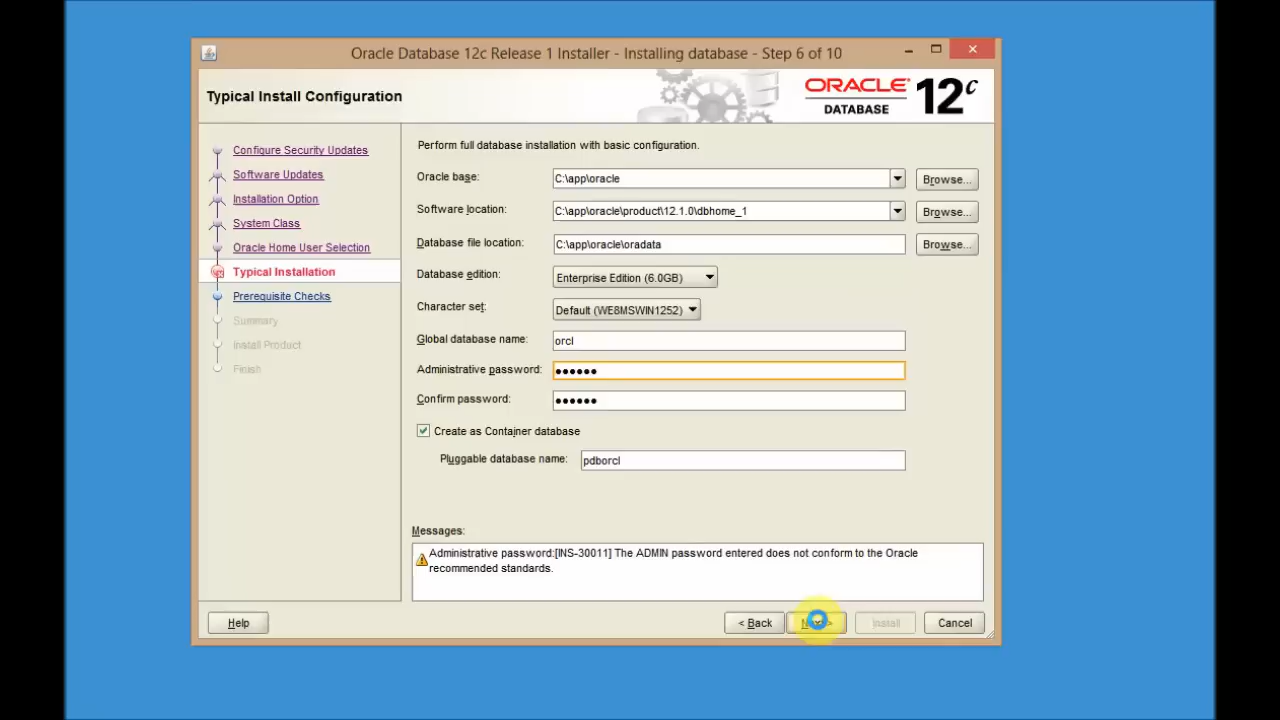 Oracle Database 12c Release 1 Installer - Installing database - Step 6 of 10
Typical Install Configuration
ORACLE® DATABASE 12c
Configure Security Updates
Software Updates
Installation Option
System Class
Oracle Home User Selection
Typical Installation
Prerequisite Checks
Summary
Install Product
Finish
Perform full database installation with basic configuration.
Oracle base: C:\app\oracle Browse...
Software location: C:\app\oracle\product\12.1.0\dbhome_1 Browse...
Database file location: C:\app\oracle\oradata Browse...
Database edition: Enterprise Edition (6.0GB)
Character set: Default (WE8MSWIN1252)
Global database name: orcl
Administrative password: ••••••
Confirm password: ••••••
Create as Container database
Pluggable database name: pdborcl
Messages:
Administrative password:[INS-30011] The ADMIN password entered does not conform to the Oracle
recommended standards.
Help < Back Next > Install Cancel